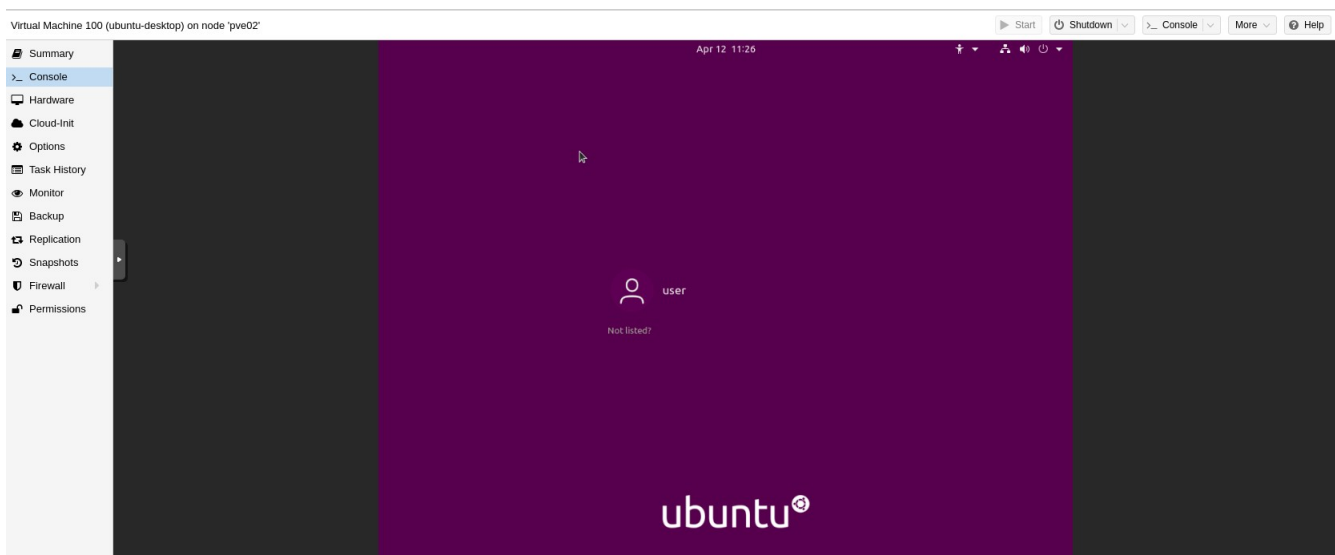 Virtual Machine 100 (ubuntu-desktop) on node 'pve02'
Start
Shutdown
>_ Console
More
Help
Summary
>_ Console
Hardware
Cloud-Init
Options
Task History
Monitor
Backup
Replication
Snapshots
Firewall
Permissions
Apr 12 11:26
user
Not listed?
ubuntu